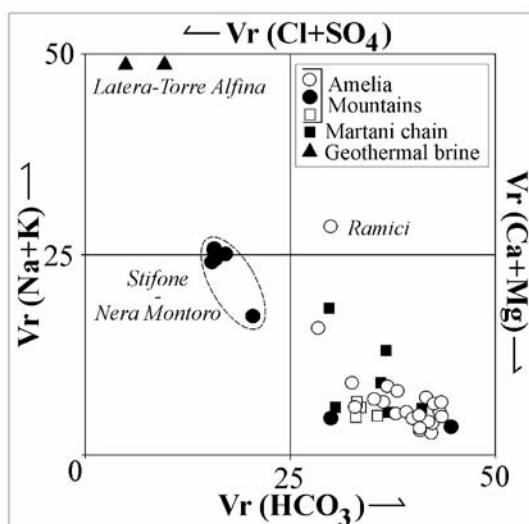 Vr (Cl+SO₄)
50
Latera-Torre Alfina
Amelia
Mountains
Martani chain
Geothermal brine
Vr (Na+K)
Vr (Ca+Mg)
Ramici
25
Stifone
-
Nera Montoro
0
25
50
Vr (HCO₃)